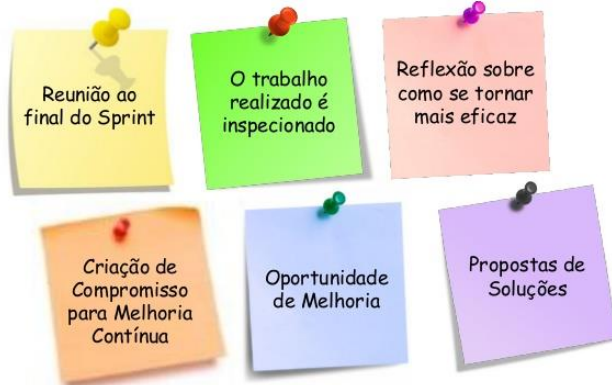 Reunião ao
final do Sprint
O trabalho
realizado é
inspecionado
Reflexão sobre
como se tornar
mais eficaz
Criação de
Compromisso
para Melhoria
Contínua
Oportunidade
de Melhoria
Propostas de
Soluções